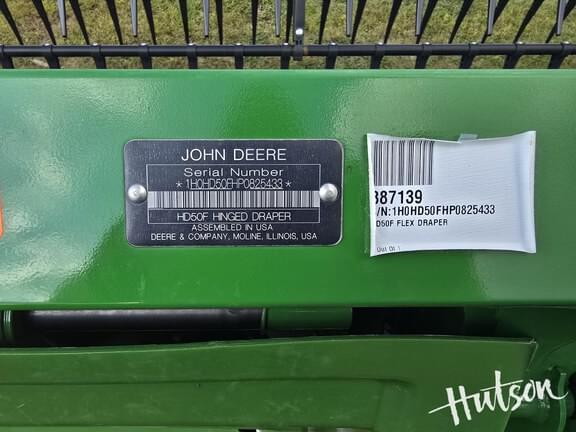 JOHN DEERE
Serial Number
*1H0HD50FHP0825433*
HD50F HINGED DRAPER
ASSEMBLED IN USA
DEERE & COMPANY, MOLINE, ILLINOIS, USA
387139
/N:1H0HD50FHP0825433
D50F FLEX DRAPER
Hutson